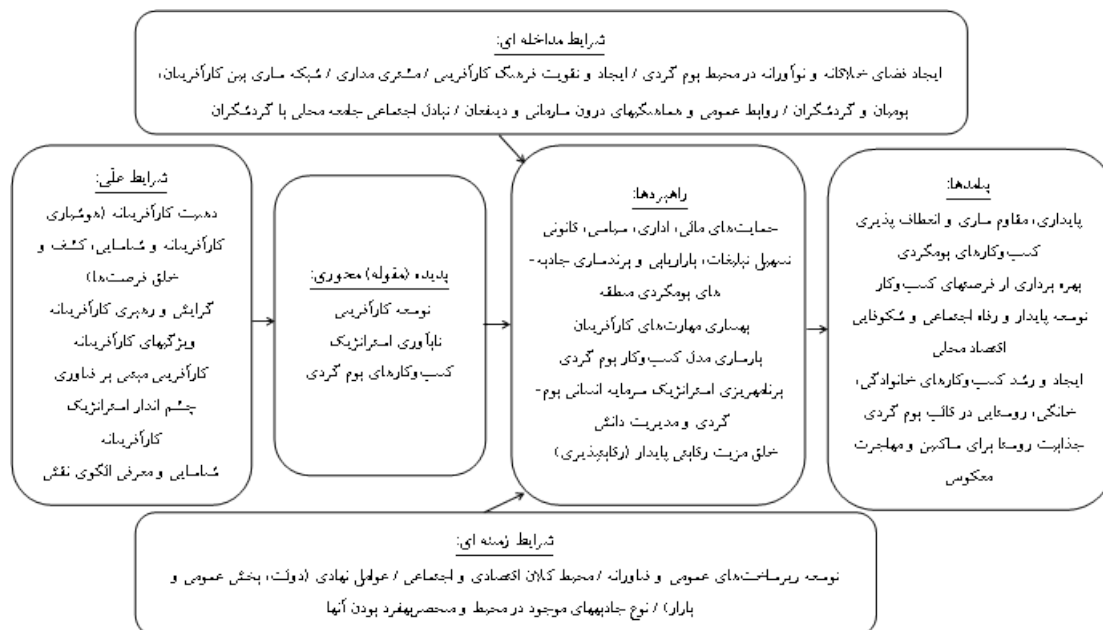 شرایط مداخله ای:
ایجاد فضای خلاقانه و نوآورانه در محیط بوم گردی / ایجاد و تقویت فرهنگ کارآفرینی / مشتری مداری / شبکه سازی بین کارآفرینان،
بومیان و گردشگران / روابط عمومی و هماهنگیهای درون سازمانی و ذینفعان / تبادل اجتماعی جامعه محلی با گردشگران
شرایط علّی:
ذهنیت کارآفرینانه (هوشیاری
کارآفرینانه و شناسایی، کشف و
خلق فرصت‌ها)
گرایش و رهبری کارآفرینانه
ویژگیهای کارآفرینانه
کارآفرینی مبتنی بر فناوری
چشم انداز استراتژیک
کارآفرینانه
شناسایی و معرفی الگوی نقش
پدیده (مقوله) محوری:
توسعه کارآفرینی
تاب‌آوری استراتژیک
کسب‌وکارهای بوم گردی
راهبردها:
حمایت‌های مالی، اداری، سیاسی، قانونی
تسهیل تبلیغات، بازاریابی و برندسازی جاذبه-
های بومگردی منطقه
بهسازی مهارت‌های کارآفرینان
بازسازی مدل کسب‌وکار بوم گردی
برنامه‌ریزی استراتژیک سرمایه انسانی بوم-
گردی و مدیریت دانش
خلق مزیت رقابتی پایدار (رقابت‌پذیری)
پیامدها:
پایداری، مقاوم سازی و انعطاف پذیری
کسب‌وکارهای بومگردی
بهره برداری از فرصتهای کسب‌وکار
توسعه پایدار و رفاه اجتماعی و شکوفایی
اقتصاد محلی
ایجاد و رشد کسب‌وکارهای خانوادگی،
خانگی، روستایی در قالب بوم گردی
جذابیت روستا برای ساکنین و مهاجرت
معکوس
شرایط زمینه ای:
توسعه زیرساخت‌های عمومی و فناورانه / محیط کلان اقتصادی و اجتماعی / عوامل نهادی (دولت، بخش عمومی و
بازار) / نوع جاذبه‌های موجود در محیط و منحصربفرد بودن آنها